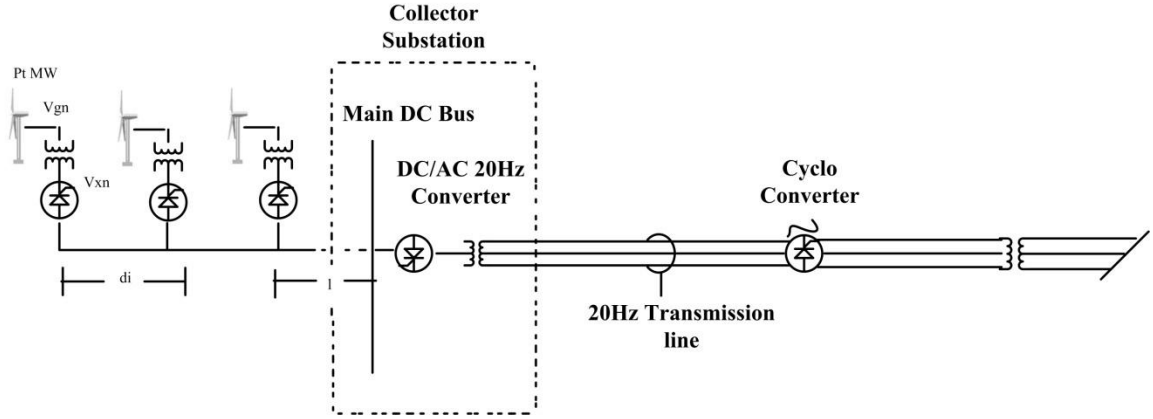 Collector
Substation
Pt MW
Vgn
Main DC Bus
DC/AC 20Hz
Converter
Cyclo
Converter
Vxn
di
l
20Hz Transmission
line